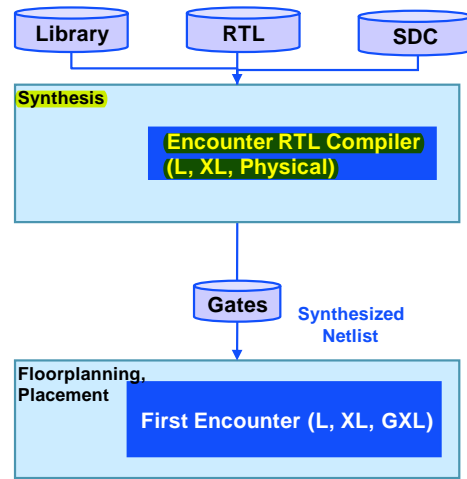 Library
RTL
SDC
Synthesis
Encounter RTL Compiler
(L, XL, Physical)
Gates
Synthesized
Netlist
Floorplanning,
Placement
First Encounter (L, XL, GXL)